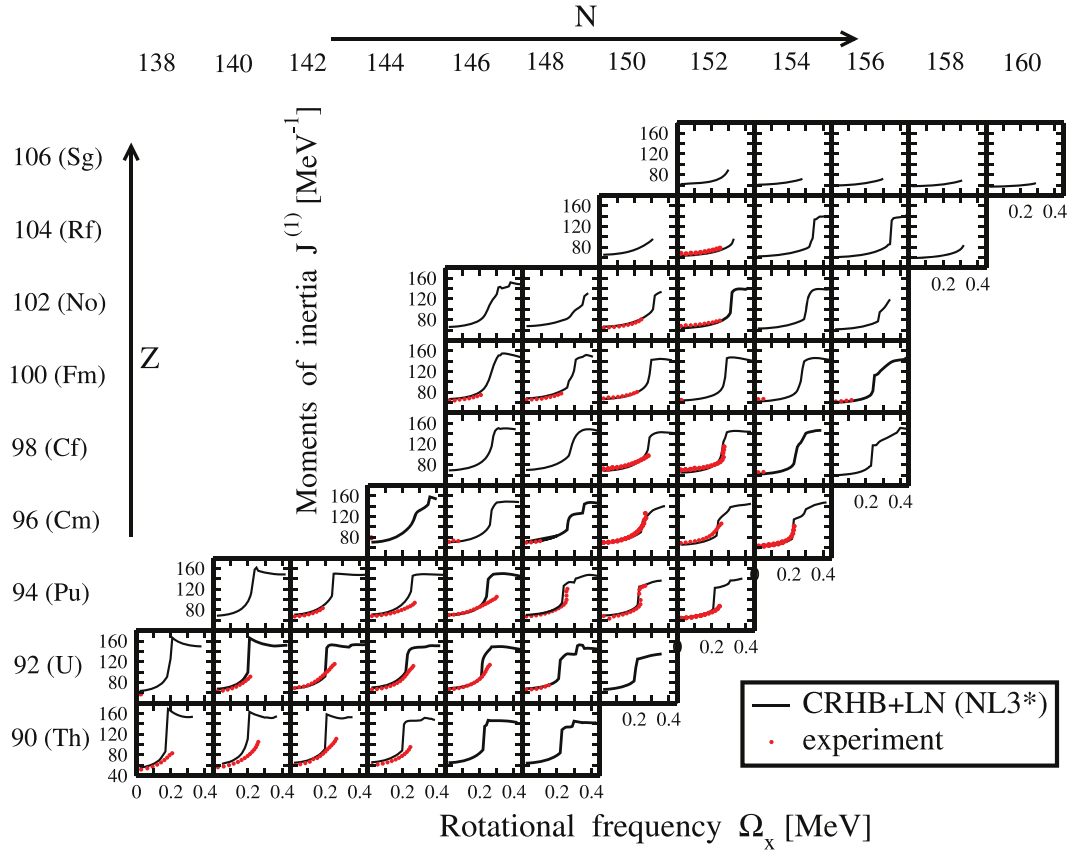 N
138 140 142 144 146 148 150 152 154 156 158 160
Moments of inertia J(1) [MeV-1]
Z
106 (Sg) 160 120 80
0.2 0.4
104 (Rf) 160 120 80
0.2 0.4
102 (No) 160 120 80
100 (Fm) 160 120 80
98 (Cf) 160 120 80
0.2 0.4
96 (Cm) 160 120 80
0 0.2 0.4
94 (Pu) 160 120 80
0 0.2 0.4
92 (U) 160 120 80
0.2 0.4
90 (Th) 160 120 80 40
0 0.2 0.4 0.2 0.4 0.2 0.4 0.2 0.4 0.2 0.4 0.2 0.4
CRHB+LN (NL3*)
experiment
Rotational frequency Ωx [MeV]